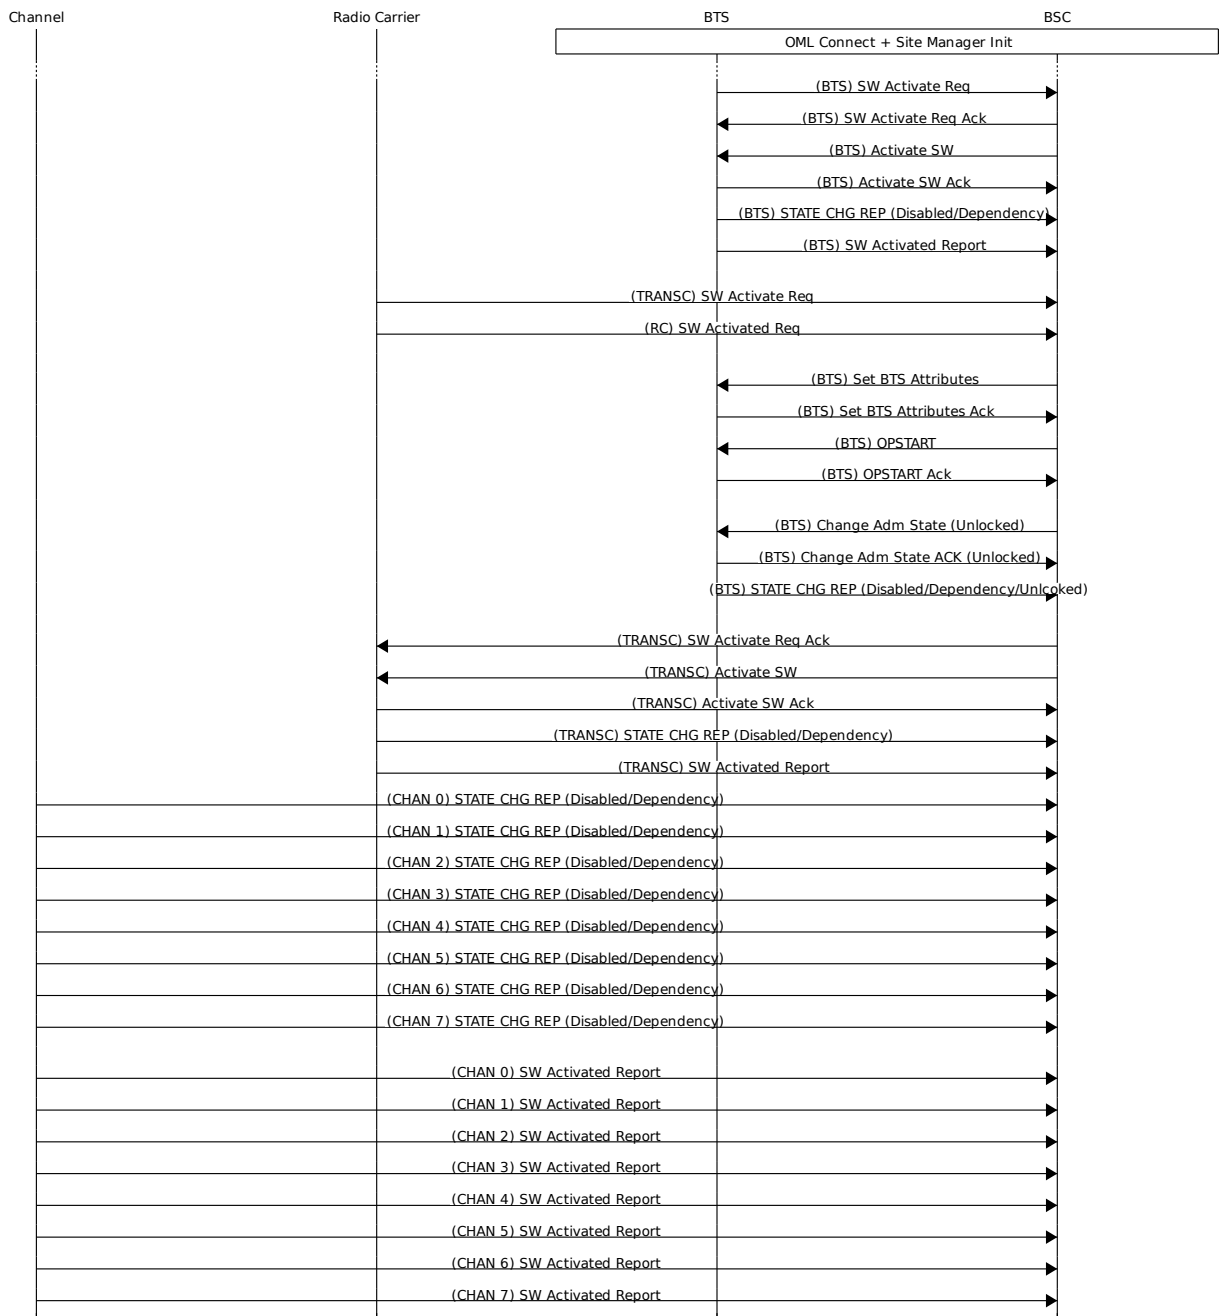 Channel Radio Carrier BTS BSC
OML Connect + Site Manager Init
(BTS) SW Activate Req
(BTS) SW Activate Req Ack
(BTS) Activate SW
(BTS) Activate SW Ack
(BTS) STATE CHG REP (Disabled/Dependency)
(BTS) SW Activated Report
(TRANSC) SW Activate Req
(RC) SW Activated Req
(BTS) Set BTS Attributes
(BTS) Set BTS Attributes Ack
(BTS) OPSTART
(BTS) OPSTART Ack
(BTS) Change Adm State (Unlocked)
(BTS) Change Adm State ACK (Unlocked)
(BTS) STATE CHG REP (Disabled/Dependency/Unlcoked)
(TRANSC) SW Activate Req Ack
(TRANSC) Activate SW
(TRANSC) Activate SW Ack
(TRANSC) STATE CHG REP (Disabled/Dependency)
(TRANSC) SW Activated Report
(CHAN 0) STATE CHG REP (Disabled/Dependency)
(CHAN 1) STATE CHG REP (Disabled/Dependency)
(CHAN 2) STATE CHG REP (Disabled/Dependency)
(CHAN 3) STATE CHG REP (Disabled/Dependency)
(CHAN 4) STATE CHG REP (Disabled/Dependency)
(CHAN 5) STATE CHG REP (Disabled/Dependency)
(CHAN 6) STATE CHG REP (Disabled/Dependency)
(CHAN 7) STATE CHG REP (Disabled/Dependency)
(CHAN 0) SW Activated Report
(CHAN 1) SW Activated Report
(CHAN 2) SW Activated Report
(CHAN 3) SW Activated Report
(CHAN 4) SW Activated Report
(CHAN 5) SW Activated Report
(CHAN 6) SW Activated Report
(CHAN 7) SW Activated Report